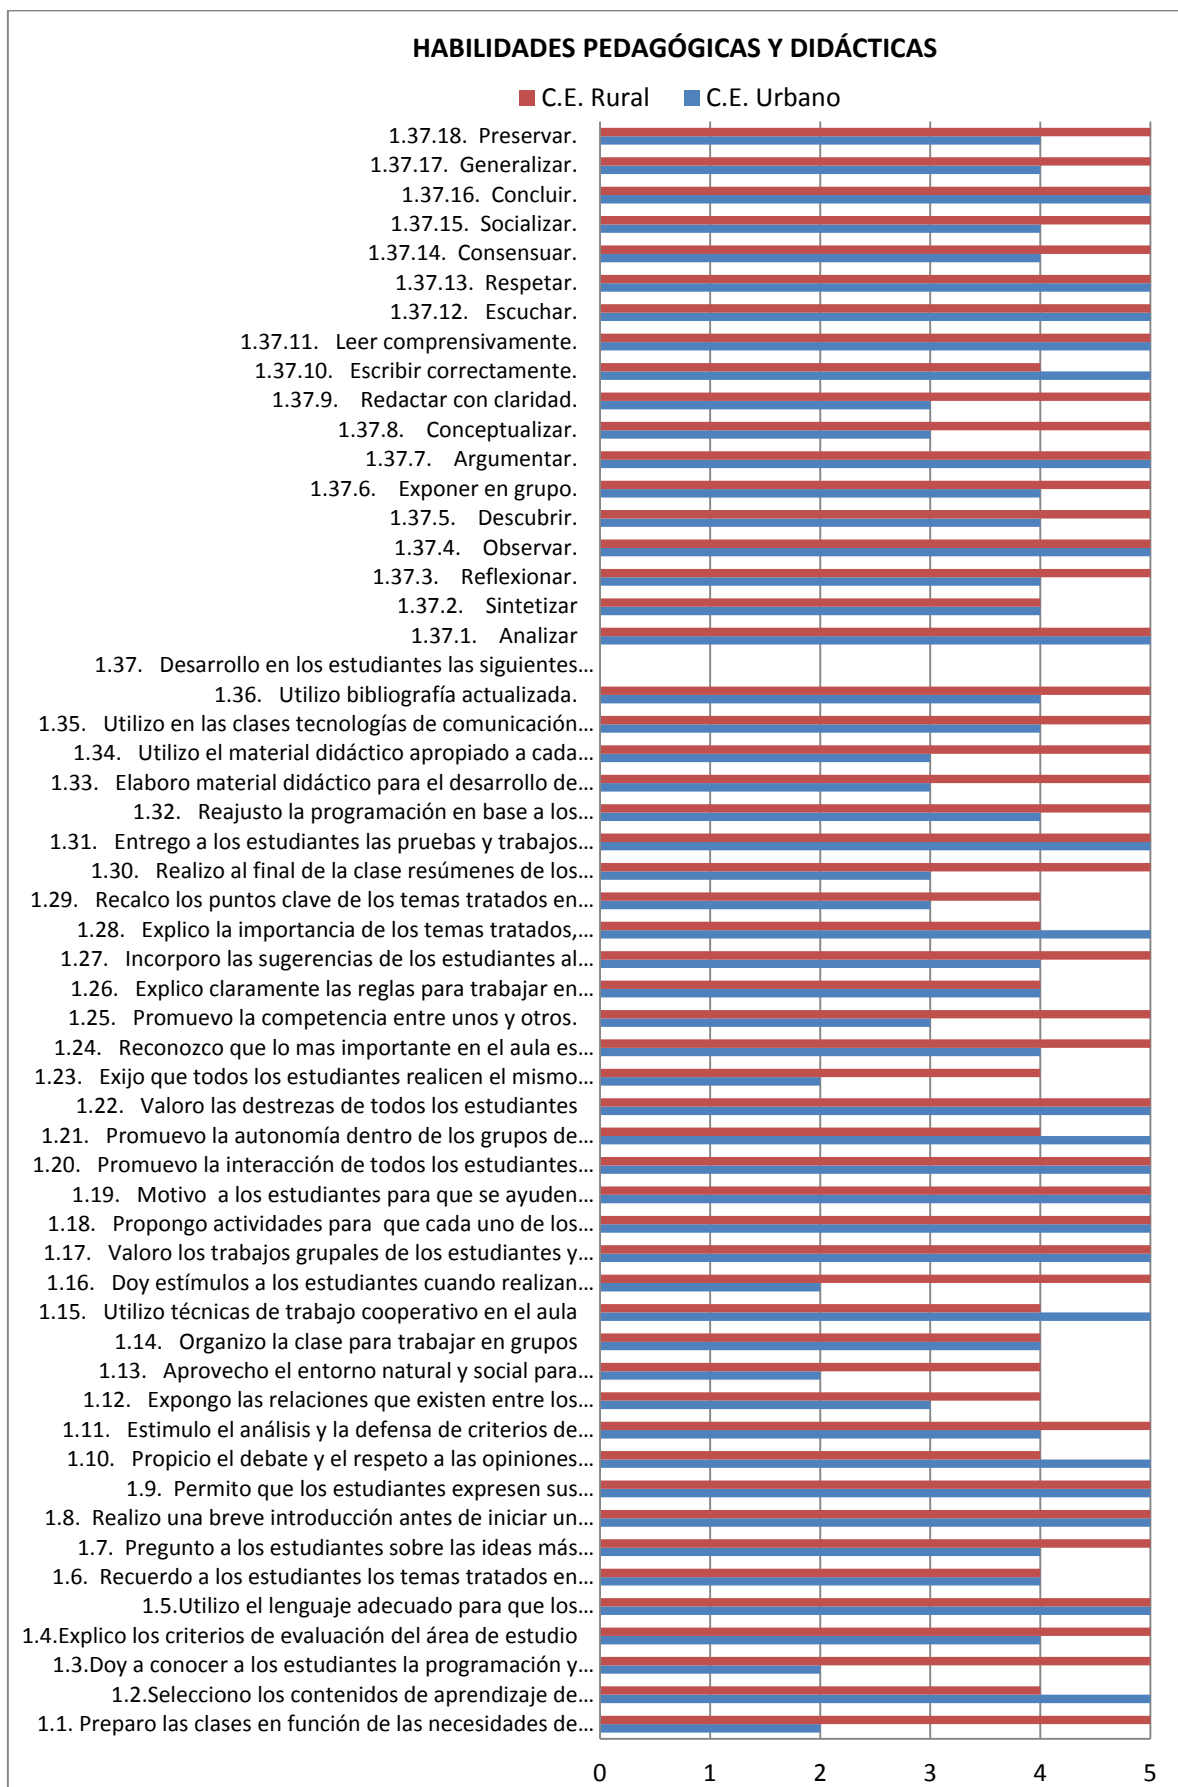 HABILIDADES PEDAGÓGICAS Y DIDÁCTICAS
C.E. Rural C.E. Urbano
1.37.18. Preservar.
1.37.17. Generalizar.
1.37.16. Concluir.
1.37.15. Socializar.
1.37.14. Consensuar.
1.37.13. Respetar.
1.37.12. Escuchar.
1.37.11. Leer comprensivamente.
1.37.10. Escribir correctamente.
1.37.9. Redactar con claridad.
1.37.8. Conceptualizar.
1.37.7. Argumentar.
1.37.6. Exponer en grupo.
1.37.5. Descubrir.
1.37.4. Observar.
1.37.3. Reflexionar.
1.37.2. Sintetizar
1.37.1. Analizar
1.37. Desarrollo en los estudiantes las siguientes…
1.36. Utilizo bibliografía actualizada.
1.35. Utilizo en las clases tecnologías de comunicación…
1.34. Utilizo el material didáctico apropiado a cada…
1.33. Elaboro material didáctico para el desarrollo de…
1.32. Reajusto la programación en base a los…
1.31. Entrego a los estudiantes las pruebas y trabajos…
1.30. Realizo al final de la clase resúmenes de los…
1.29. Recalco los puntos clave de los temas tratados en…
1.28. Explico la importancia de los temas tratados,…
1.27. Incorporo las sugerencias de los estudiantes al…
1.26. Explico claramente las reglas para trabajar en…
1.25. Promuevo la competencia entre unos y otros.
1.24. Reconozco que lo mas importante en el aula es…
1.23. Exijo que todos los estudiantes realicen el mismo…
1.22. Valoro las destrezas de todos los estudiantes
1.21. Promuevo la autonomía dentro de los grupos de…
1.20. Promuevo la interacción de todos los estudiantes…
1.19. Motivo a los estudiantes para que se ayuden…
1.18. Propongo actividades para que cada uno de los…
1.17. Valoro los trabajos grupales de los estudiantes y…
1.16. Doy estímulos a los estudiantes cuando realizan…
1.15. Utilizo técnicas de trabajo cooperativo en el aula
1.14. Organizo la clase para trabajar en grupos
1.13. Aprovecho el entorno natural y social para…
1.12. Expongo las relaciones que existen entre los…
1.11. Estimulo el análisis y la defensa de criterios de…
1.10. Propicio el debate y el respeto a las opiniones…
1.9. Permito que los estudiantes expresen sus…
1.8. Realizo una breve introducción antes de iniciar un…
1.7. Pregunto a los estudiantes sobre las ideas más…
1.6. Recuerdo a los estudiantes los temas tratados en…
1.5.Utilizo el lenguaje adecuado para que los…
1.4.Explico los criterios de evaluación del área de estudio
1.3.Doy a conocer a los estudiantes la programación y…
1.2.Selecciono los contenidos de aprendizaje de…
1.1. Preparo las clases en función de las necesidades de…
0 1 2 3 4 5